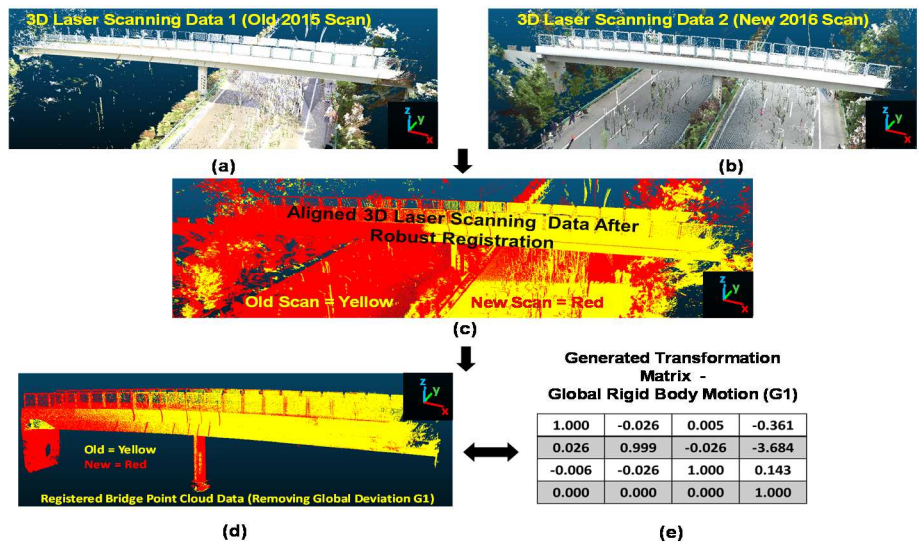 3D Laser Scanning Data 1 (Old 2015 Scan)
z
y
x
(a)
3D Laser Scanning Data 2 (New 2016 Scan)
z
y
x
(b)
Aligned 3D Laser Scanning Data After
Robust Registration
Old Scan = Yellow
New Scan = Red
z
y
x
(c)
z
y
x
Old = Yellow
New = Red
Registered Bridge Point Cloud Data (Removing Global Deviation G1)
(d)
Generated Transformation
Matrix -
Global Rigid Body Motion (G1)
1.000 -0.026 0.005 -0.361
0.026 0.999 -0.026 -3.684
-0.006 -0.026 1.000 0.143
0.000 0.000 0.000 1.000
(e)